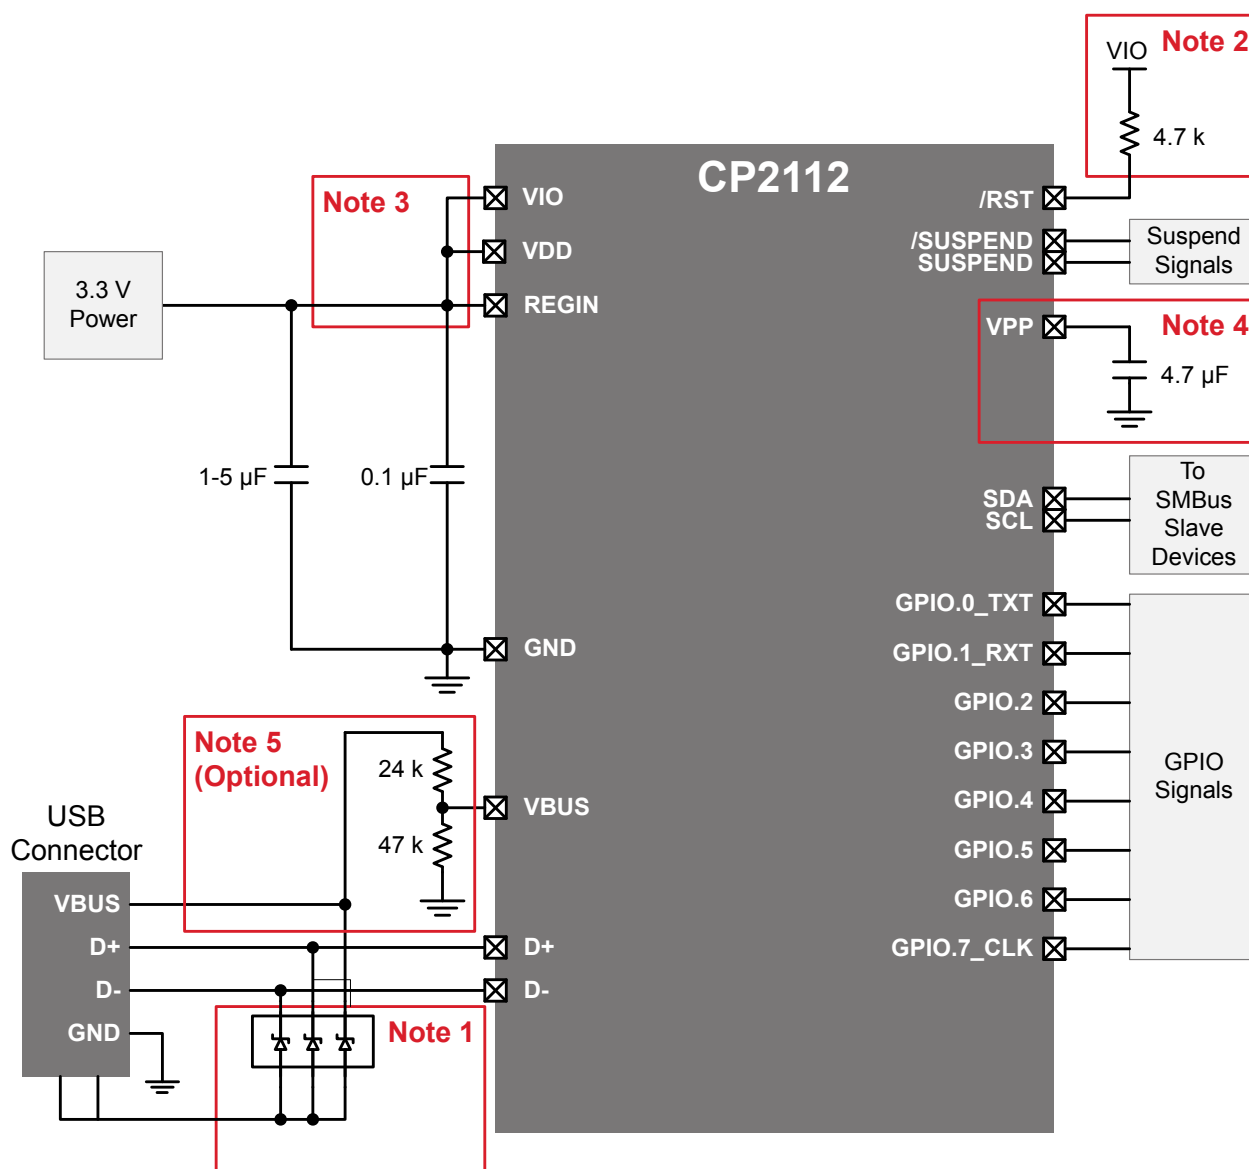 Note 2
VIO
4.7 k
CP2112
Note 3
VIO
VDD
REGIN
3.3 V
Power
/RST
/SUSPEND
SUSPEND
Suspend
Signals
VPP
Note 4
4.7 µF
1-5 µF
0.1 µF
SDA
SCL
To
SMBus
Slave
Devices
GND
GPIO.0_TXT
GPIO.1_RXT
GPIO.2
GPIO.3
GPIO.4
GPIO.5
GPIO.6
GPIO.7_CLK
GPIO
Signals
Note 5
(Optional)
24 k
47 k
VBUS
USB
Connector
VBUS
D+
D-
GND
D+
D-
Note 1